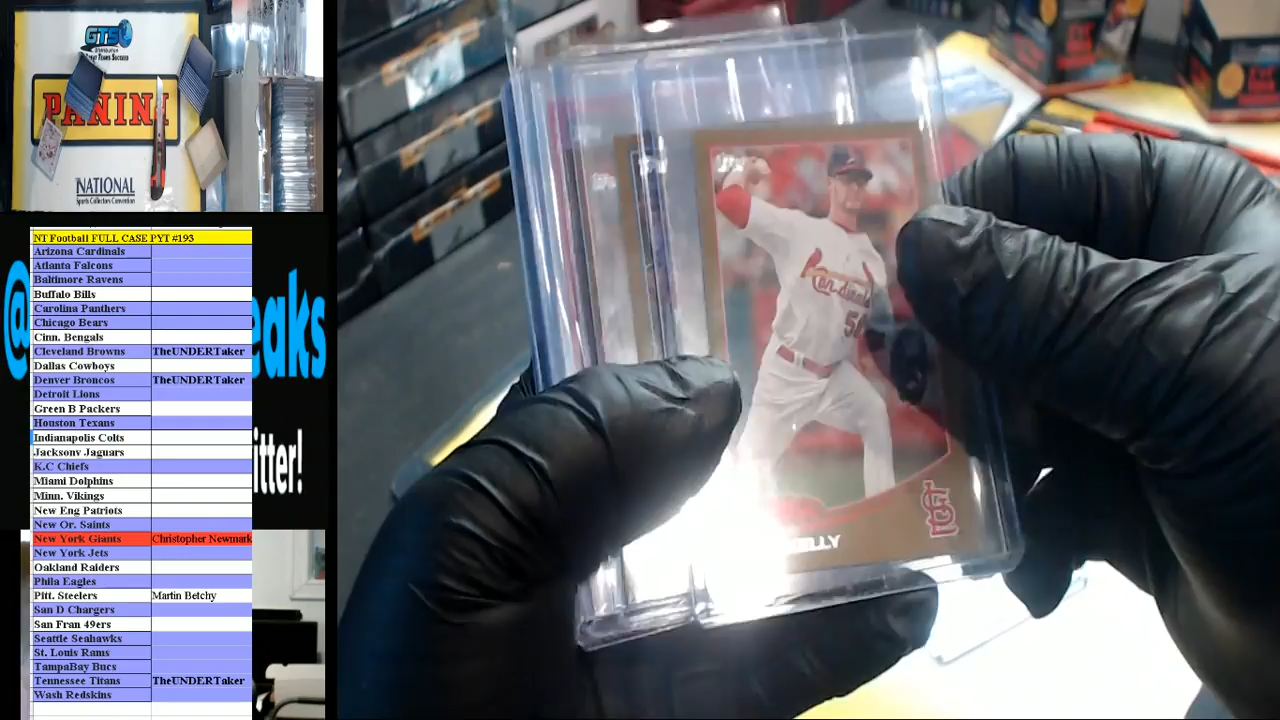 GTS
PANINI
NATIONAL
Sports Collectors Convention
NT Football FULL CASE PYT #193
Arizona Cardinals
Atlanta Falcons
Baltimore Ravens
Buffalo Bills
Carolina Panthers
Chicago Bears
Cinn. Bengals
Cleveland Browns TheUNDERTaker
Dallas Cowboys
Denver Broncos TheUNDERTaker
Detroit Lions
Green B Packers
Houston Texans
Indianapolis Colts
Jacksonv Jaguars
K.C Chiefs
Miami Dolphins
Minn. Vikings
New Eng Patriots
New Or. Saints
New York Giants Christopher Newmark
New York Jets
Oakland Raiders
Phila Eagles
Pitt. Steelers Martin Betchy
San D Chargers
San Fran 49ers
Seattle Seahawks
St. Louis Rams
TampaBay Bucs
Tennessee Titans TheUNDERTaker
Wash Redskins
@
eaks
itter!
Cardinals
STL